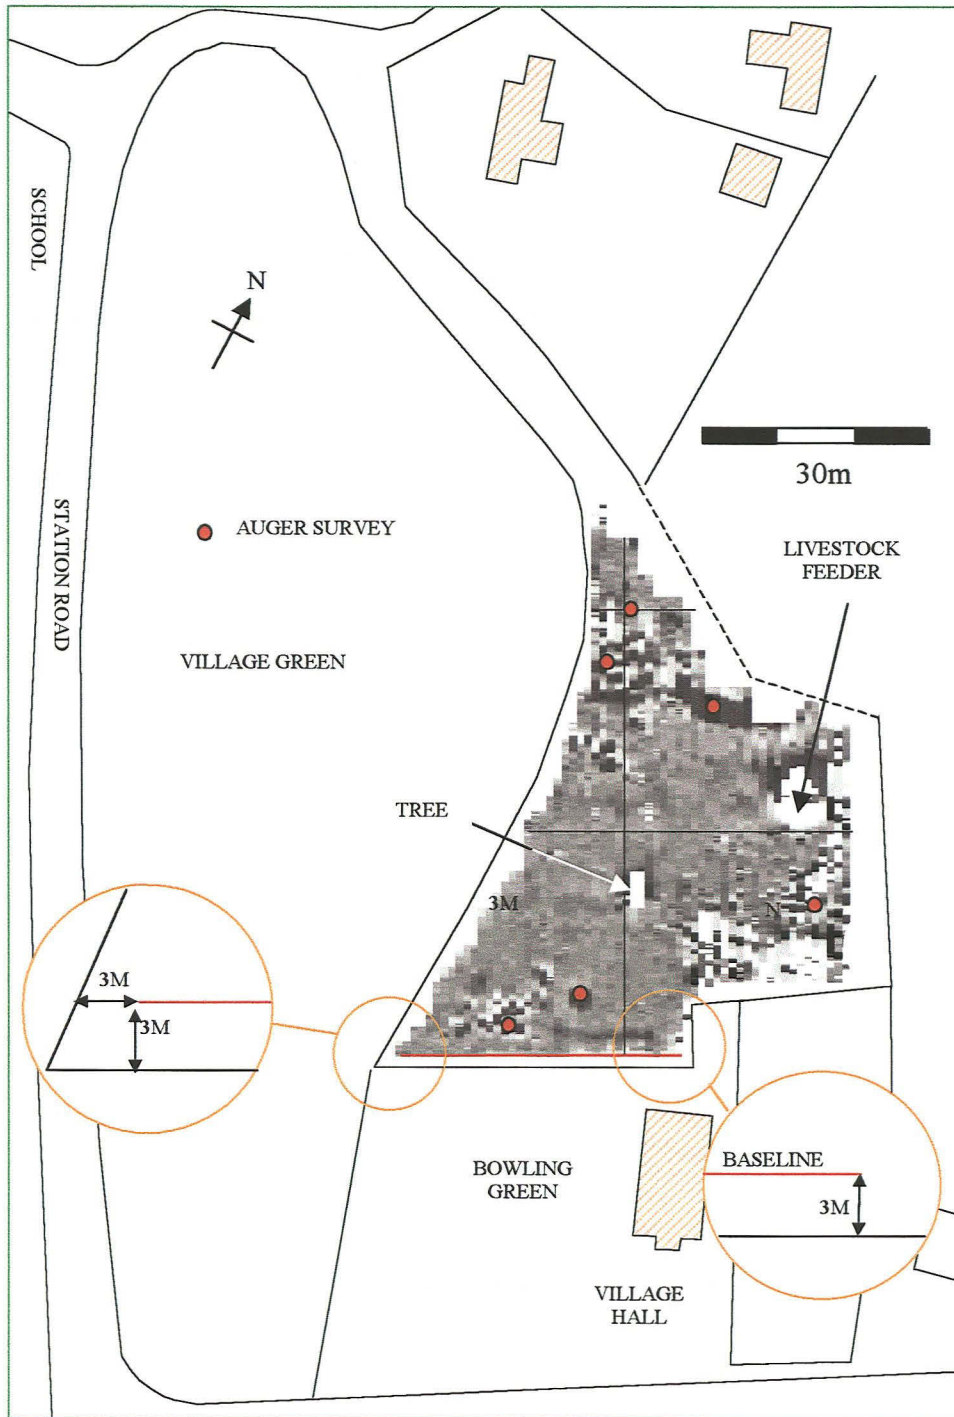 SCHOOL
N
30m
STATION ROAD
AUGER SURVEY
LIVESTOCK
FEEDER
VILLAGE GREEN
TREE
3M
N
3M
3M
BOWLING
GREEN
BASELINE
3M
VILLAGE
HALL